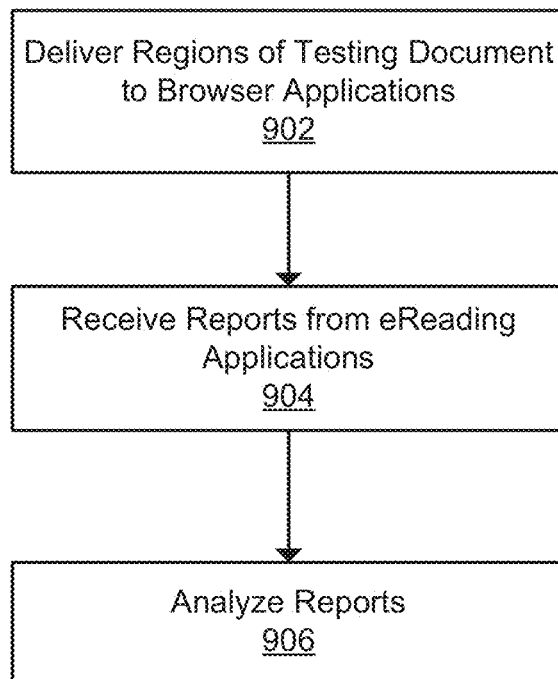 Deliver Regions of Testing Document
to Browser Applications
902
Receive Reports from eReading
Applications
904
Analyze Reports
906